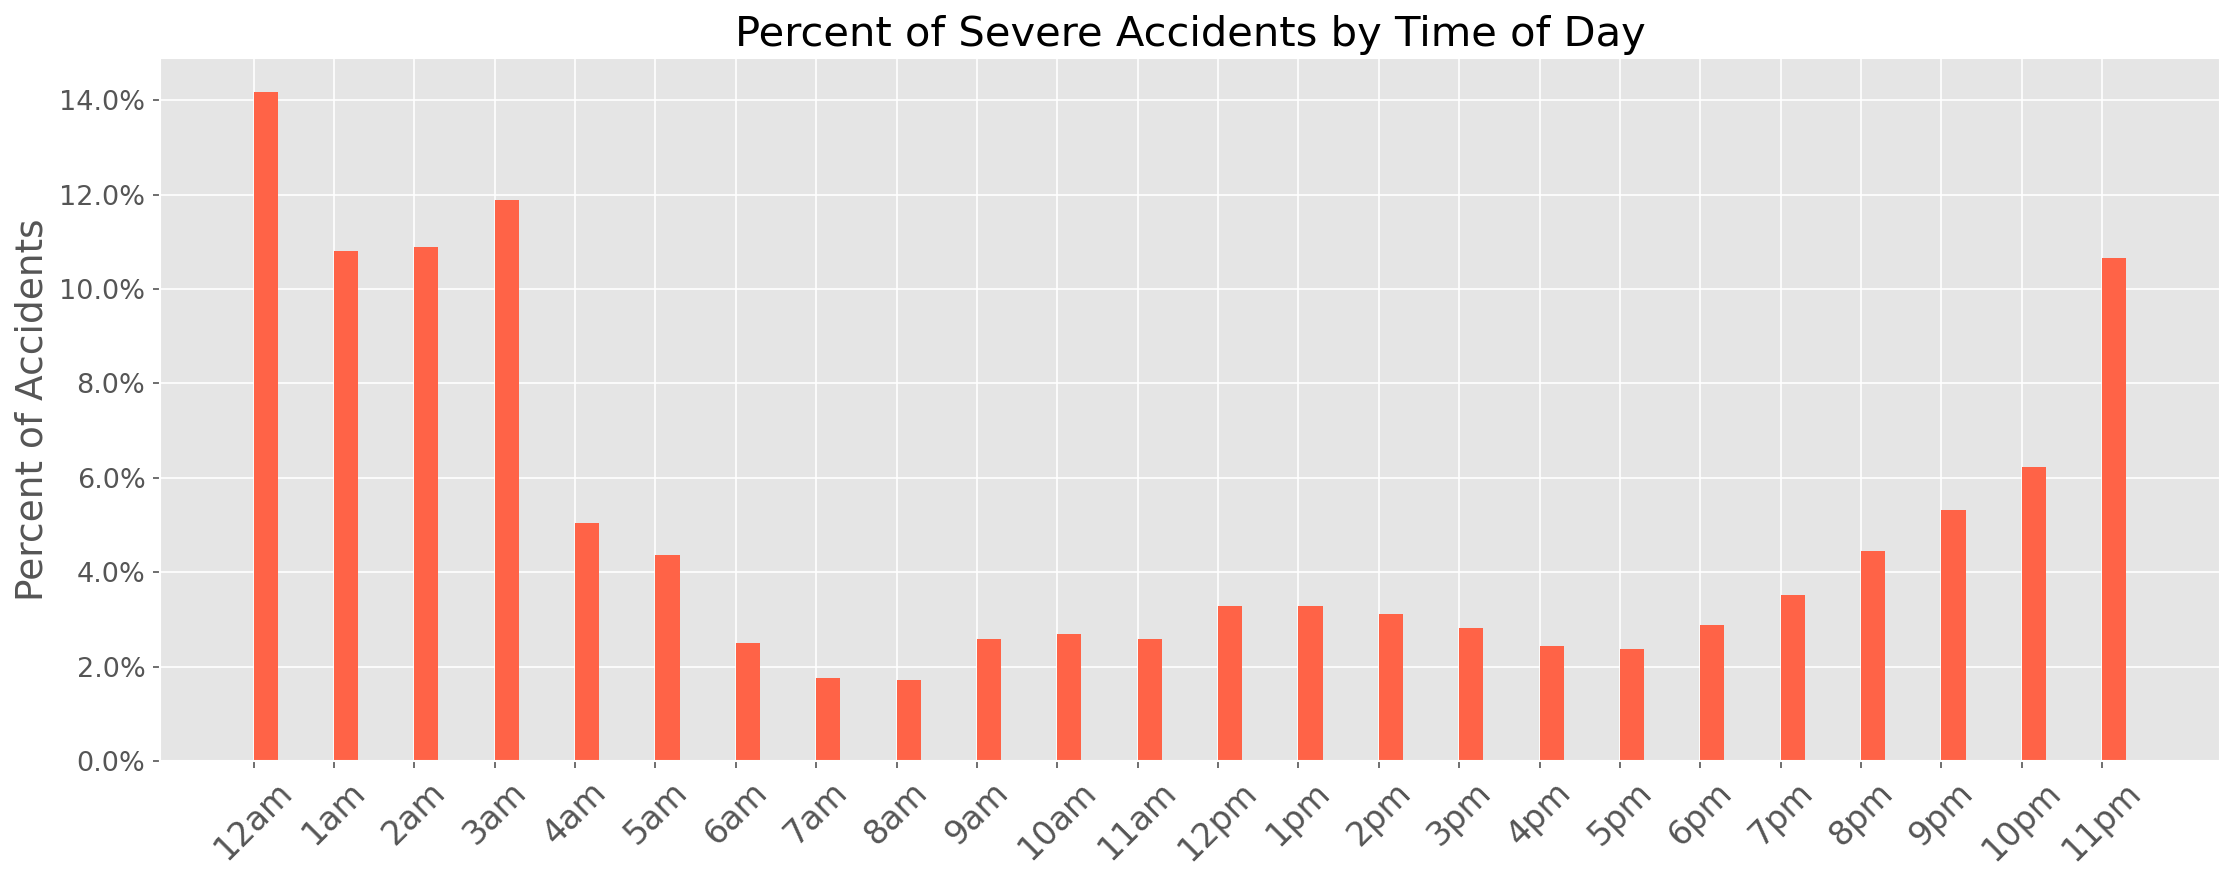 Percent of Severe Accidents by Time of Day
Percent of Accidents
14.0%
12.0%
10.0%
8.0%
6.0%
4.0%
2.0%
0.0%
12am
1am
2am
3am
4am
5am
6am
7am
8am
9am
10am
11am
12pm
1pm
2pm
3pm
4pm
5pm
6pm
7pm
8pm
9pm
10pm
11pm